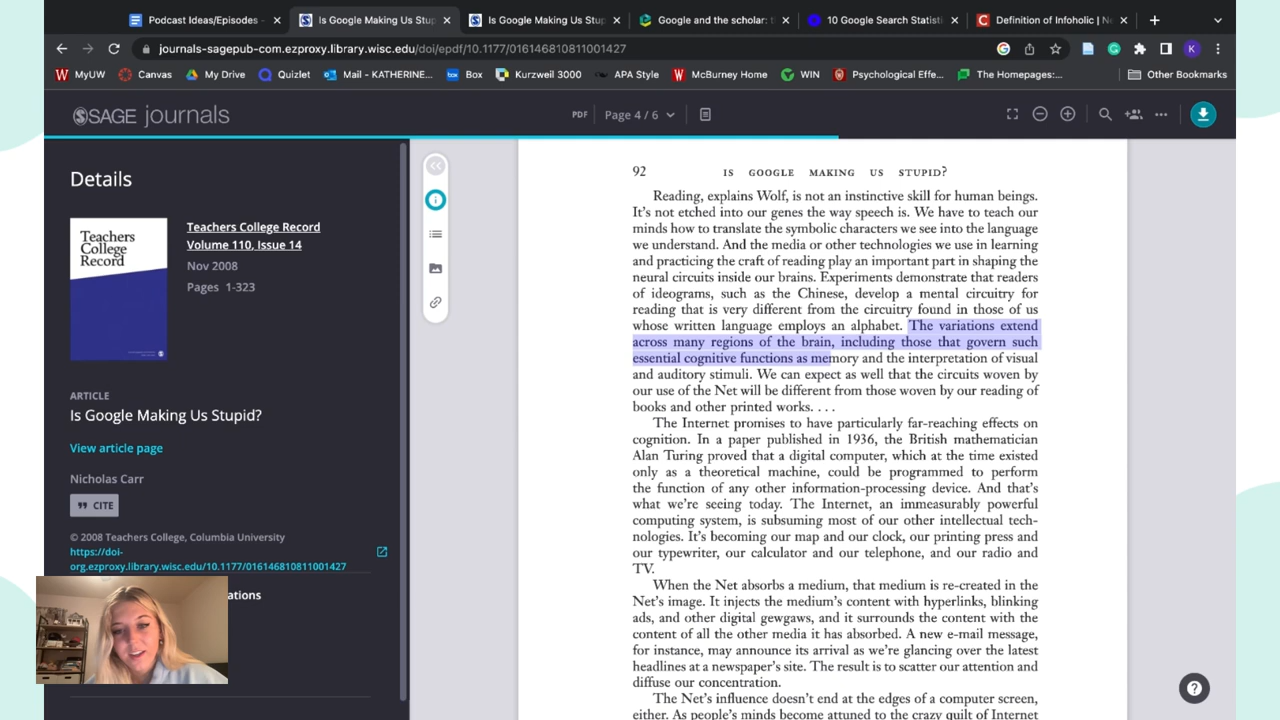 Podcast Ideas/Episodes -
Is Google Making Us Stup
Is Google Making Us Stup
Google and the scholar: t
10 Google Search Statist
Definition of Infoholic | N
journals-sagepub-com.ezproxy.library.wisc.edu/doi/epdf/10.1177/016146810811001427
K
MyUW
Canvas
My Drive
Quizlet
Mail - KATHERINE...
Box
Kurzweil 3000
APA Style
McBurney Home
WIN
Psychological Effe...
The Homepages:...
Other Bookmarks
SAGE journals
PDF
Page 4 / 6
Details
Teachers
College
Record
Teachers College Record
Volume 110, Issue 14
Nov 2008
Pages 1-323
ARTICLE
Is Google Making Us Stupid?
View article page
Nicholas Carr
CITE
© 2008 Teachers College, Columbia University
https://doi-
org.ezproxy.library.wisc.edu/10.1177/016146810811001427
ations
92 IS GOOGLE MAKING US STUPID?
Reading, explains Wolf, is not an instinctive skill for human beings.
It's not etched into our genes the way speech is. We have to teach our
minds how to translate the symbolic characters we see into the language
we understand. And the media or other technologies we use in learning
and practicing the craft of reading play an important part in shaping the
neural circuits inside our brains. Experiments demonstrate that readers
of ideograms, such as the Chinese, develop a mental circuitry for
reading that is very different from the circuitry found in those of us
whose written language employs an alphabet. The variations extend
across many regions of the brain, including those that govern such
essential cognitive functions as memory and the interpretation of visual
and auditory stimuli. We can expect as well that the circuits woven by
our use of the Net will be different from those woven by our reading of
books and other printed works. . . .
The Internet promises to have particularly far-reaching effects on
cognition. In a paper published in 1936, the British mathematician
Alan Turing proved that a digital computer, which at the time existed
only as a theoretical machine, could be programmed to perform
the function of any other information-processing device. And that's
what we're seeing today. The Internet, an immeasurably powerful
computing system, is subsuming most of our other intellectual tech-
nologies. It's becoming our map and our clock, our printing press and
our typewriter, our calculator and our telephone, and our radio and
TV.
When the Net absorbs a medium, that medium is re-created in the
Net's image. It injects the medium's content with hyperlinks, blinking
ads, and other digital gewgaws, and it surrounds the content with the
content of all the other media it has absorbed. A new e-mail message,
for instance, may announce its arrival as we're glancing over the latest
headlines at a newspaper's site. The result is to scatter our attention and
diffuse our concentration.
The Net's influence doesn't end at the edges of a computer screen,
either. As people's minds become attuned to the crazy quilt of Internet